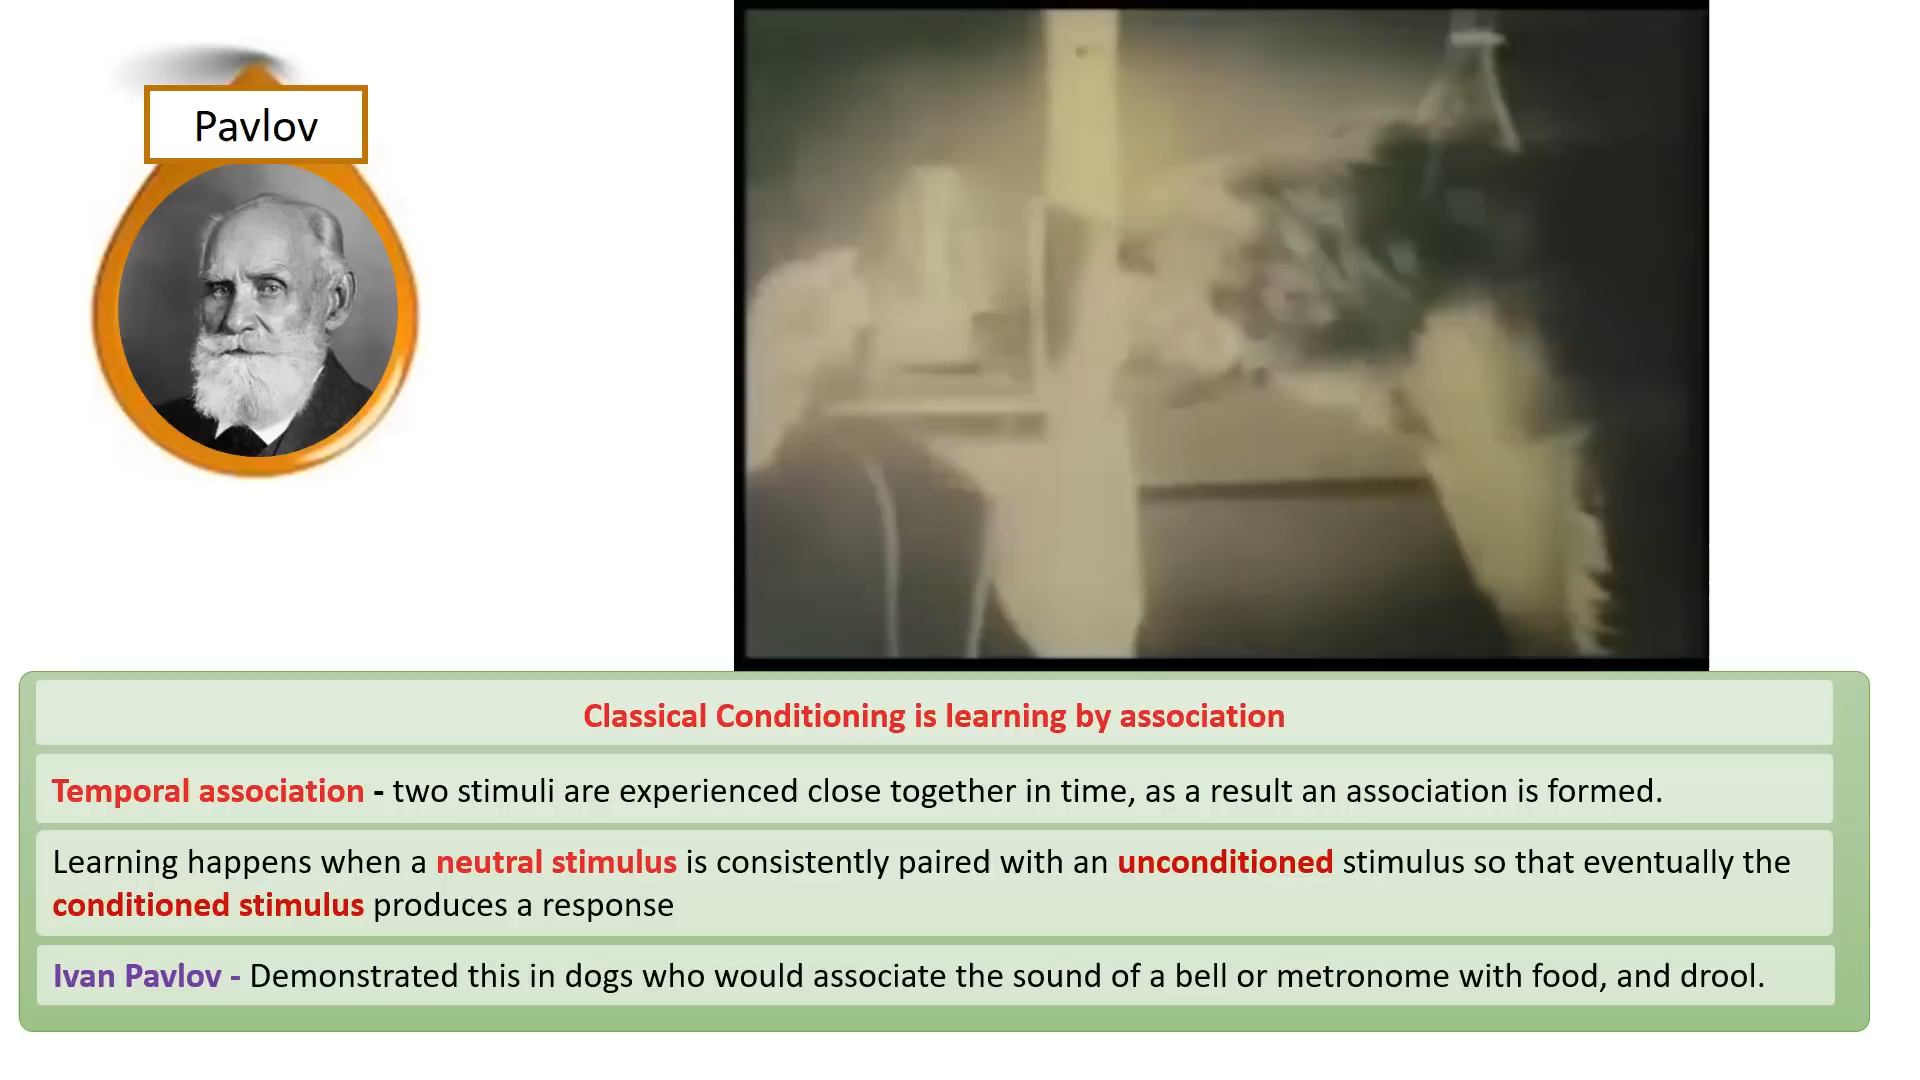 Pavlov
Classical Conditioning is learning by association
Temporal association - two stimuli are experienced close together in time, as a result an association is formed.
Learning happens when a neutral stimulus is consistently paired with an unconditioned stimulus so that eventually the
conditioned stimulus produces a response
Ivan Pavlov - Demonstrated this in dogs who would associate the sound of a bell or metronome with food, and drool.